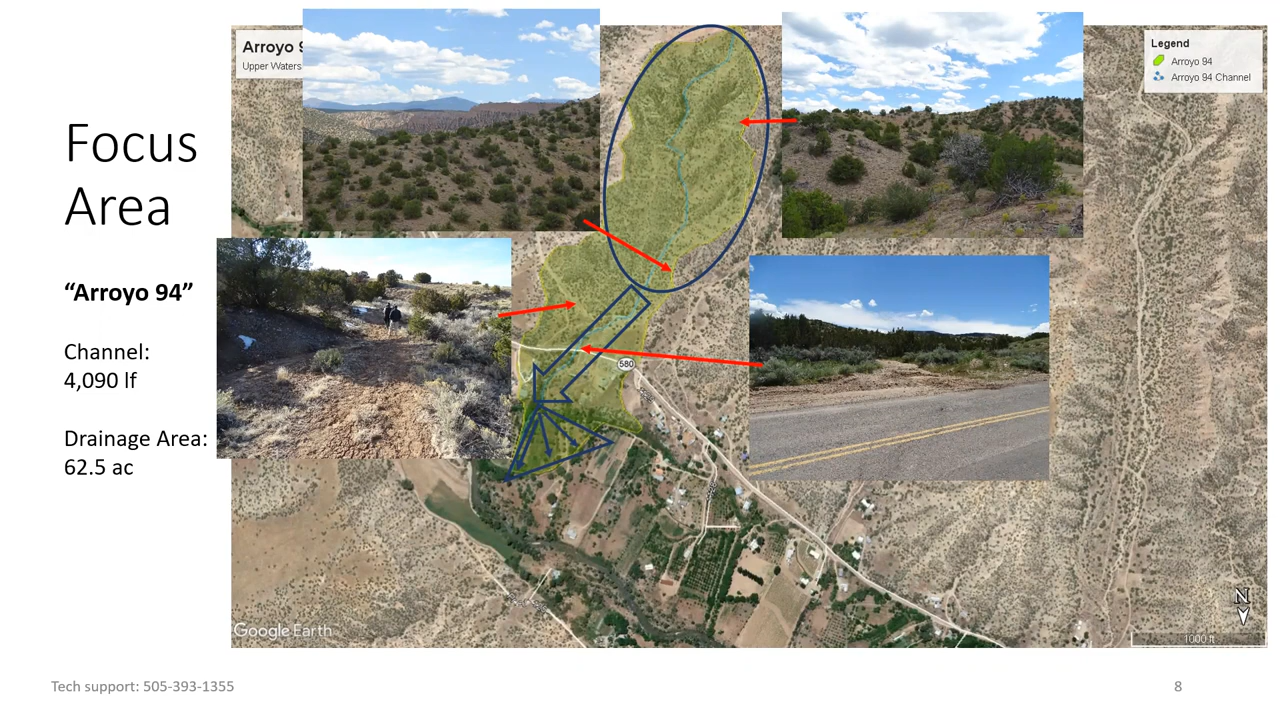 Focus
Area
“Arroyo 94”
Channel:
4,090 lf
Drainage Area:
62.5 ac
Arroyo 9
Upper Waters
Legend
Arroyo 94
Arroyo 94 Channel
580
Google Earth
N
1000 ft
Tech support: 505-393-1355
8